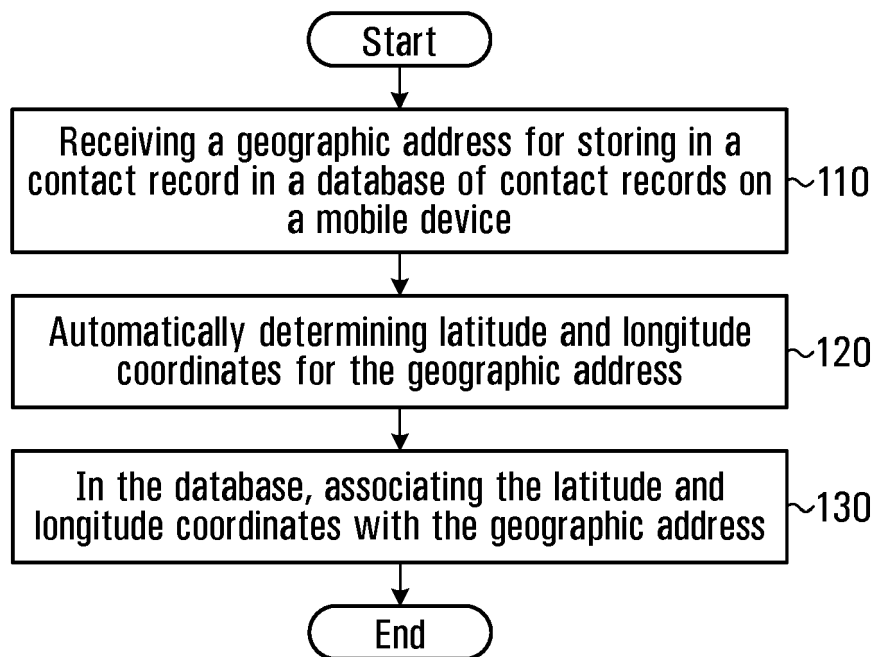 Start
Receiving a geographic address for storing in a
contact record in a database of contact records on
a mobile device
110
Automatically determining latitude and longitude
coordinates for the geographic address
120
In the database, associating the latitude and
longitude coordinates with the geographic address
130
End